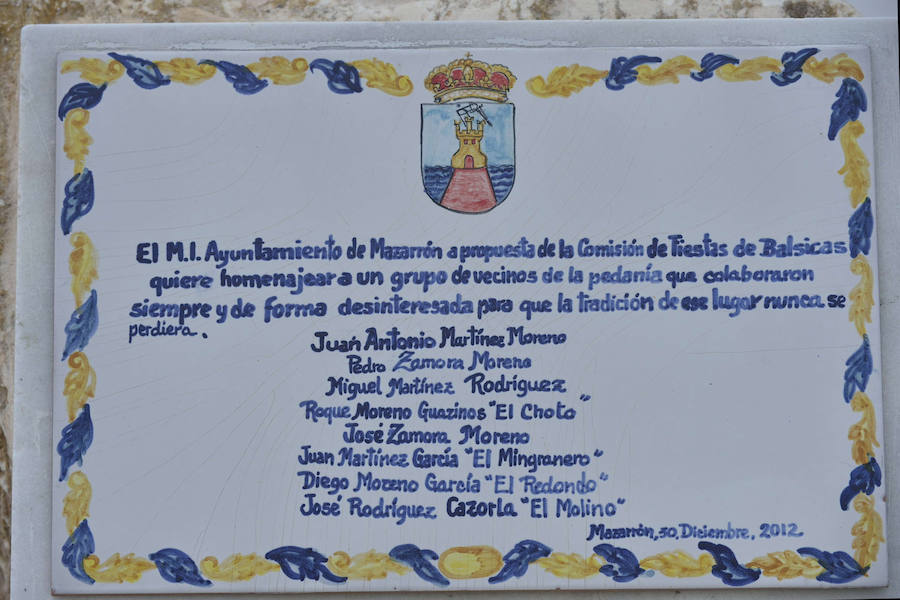 El M.I. Ayuntamiento de Mazarrón a propuesta de la Comisión de Fiestas de Balsicas
quiere homenajear a un grupo de vecinos de la pedanía que colaboraron
siempre y de forma desinteresada para que la tradición de ese lugar nunca se
perdiera.
Juan Antonio Martínez Moreno
Pedro Zamora Moreno
Miguel Martínez Rodríguez
Roque Moreno Guazinos "El Choto"
José Zamora Moreno
Juan Martínez García "El Mingranero"
Diego Moreno García "El Redondo"
José Rodríguez Cazorla "El Molino"
Mazarrón, 30, Diciembre, 2012